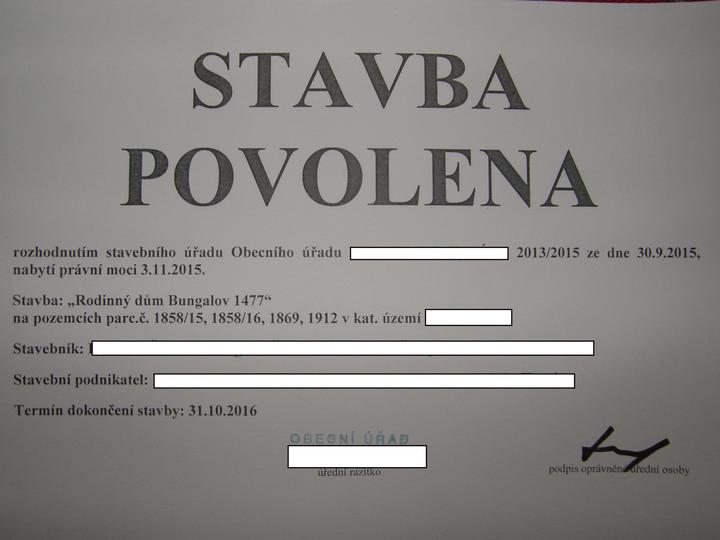 STAVBA
POVOLENA
rozhodnutím stavebního úřadu Obecního úřadu 2013/2015 ze dne 30.9.2015,
nabytí právní moci 3.11.2015.
Stavba: „Rodinný dům Bungalov 1477“
na pozemcích parc.č. 1858/15, 1858/16, 1869, 1912 v kat. území
Stavebník:
Stavební podnikatel:
Termín dokončení stavby: 31.10.2016
OBECNÍ ÚŘAD
úřední razítko
podpis oprávněné úřední osoby